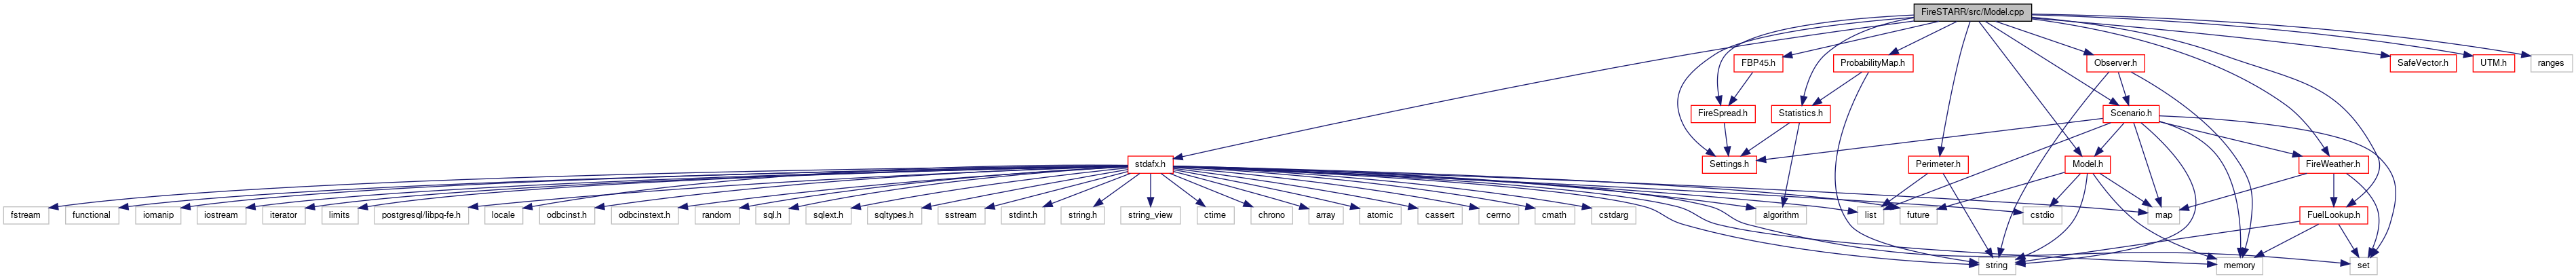 FireSTARR/src/Model.cpp
FBP45.h
ProbabilityMap.h
Observer.h
SafeVector.h
UTM.h
ranges
FireSpread.h
Statistics.h
Scenario.h
stdafx.h
Settings.h
Perimeter.h
Model.h
FireWeather.h
fstream
functional
iomanip
iostream
iterator
limits
postgresql/libpq-fe.h
locale
odbcinst.h
odbcinstext.h
random
sql.h
sqlext.h
sqltypes.h
sstream
stdint.h
string.h
string_view
ctime
chrono
array
atomic
cassert
cerrno
cmath
cstdarg
algorithm
list
future
cstdio
map
FuelLookup.h
string
memory
set